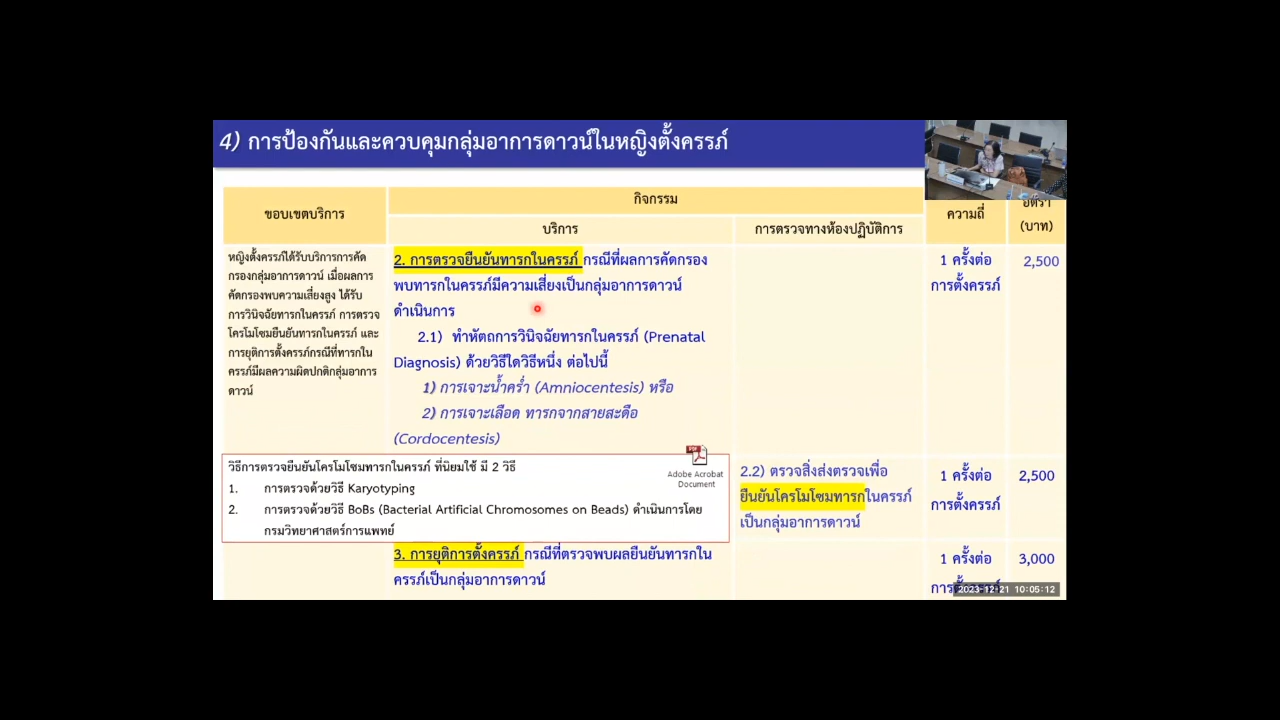 4) การป้องกันและควบคุมกลุ่มอาการดาวน์ในหญิงตั้งครรภ์
ขอบเขตบริการ
กิจกรรม
บริการ
การตรวจทางห้องปฏิบัติการ
ความถี่
อัตรา
(บาท)
หญิงตั้งครรภ์ได้รับบริการการคัด
กรองกลุ่มอาการดาวน์ เมื่อผลการ
คัดกรองพบความเสี่ยงสูง ได้รับ
การวินิจฉัยทารกในครรภ์ การตรวจ
โครโมโซมยืนยันทารกในครรภ์ และ
การยุติการตั้งครรภ์กรณีที่ทารกใน
ครรภ์มีผลความผิดปกติกลุ่มอาการ
ดาวน์
2. การตรวจยืนยันทารกในครรภ์ กรณีที่ผลการคัดกรอง
พบทารกในครรภ์มีความเสี่ยงเป็นกลุ่มอาการดาวน์
ดำเนินการ
2.1) ทำหัตถการวินิจฉัยทารกในครรภ์ (Prenatal
Diagnosis) ด้วยวิธีใดวิธีหนึ่ง ต่อไปนี้
1) การเจาะน้ำคร่ำ (Amniocentesis) หรือ
2) การเจาะเลือด ทารกจากสายสะดือ
(Cordocentesis)
1 ครั้งต่อ
การตั้งครรภ์
2,500
วิธีการตรวจยืนยันโครโมโซมทารกในครรภ์ ที่นิยมใช้ มี 2 วิธี
1. การตรวจด้วยวิธี Karyotyping
2. การตรวจด้วยวิธี BoBs (Bacterial Artificial Chromosomes on Beads) ดำเนินการโดย
กรมวิทยาศาสตร์การแพทย์
PDF
Adobe Acrobat
Document
2.2) ตรวจสิ่งส่งตรวจเพื่อ
ยืนยันโครโมโซมทารกในครรภ์
เป็นกลุ่มอาการดาวน์
1 ครั้งต่อ
การตั้งครรภ์
2,500
3. การยุติการตั้งครรภ์ กรณีที่ตรวจพบผลยืนยันทารกใน
ครรภ์เป็นกลุ่มอาการดาวน์
1 ครั้งต่อ
การตั้งครรภ์
3,000
2023-12-21 10:05:12